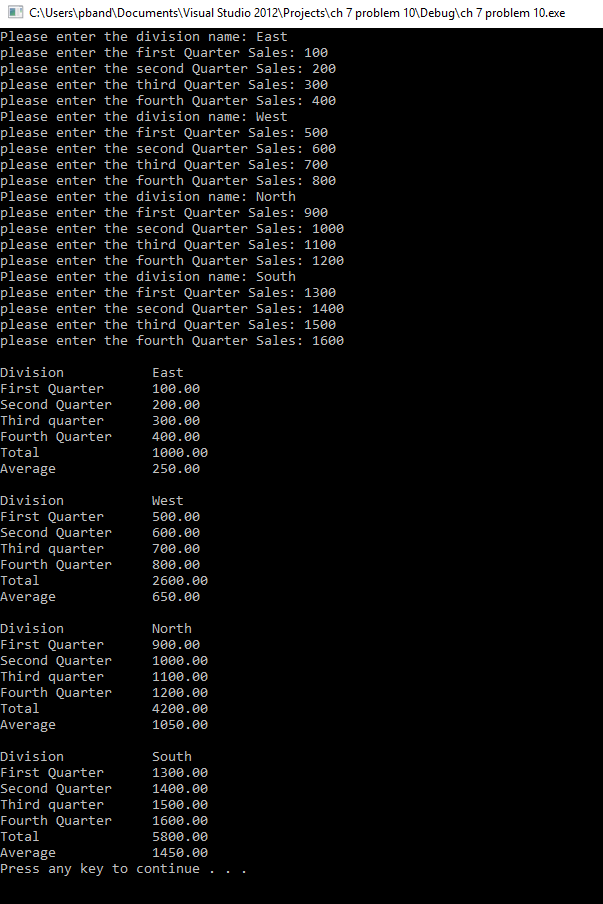 C:\Users\pband\Documents\Visual Studio 2012\Projects\ch 7 problem 10\Debug\ch 7 problem 10.exe
Please enter the division name: East
please enter the first Quarter Sales: 100
please enter the second Quarter Sales: 200
please enter the third Quarter Sales: 300
please enter the fourth Quarter Sales: 400
Please enter the division name: West
please enter the first Quarter Sales: 500
please enter the second Quarter Sales: 600
please enter the third Quarter Sales: 700
please enter the fourth Quarter Sales: 800
Please enter the division name: North
please enter the first Quarter Sales: 900
please enter the second Quarter Sales: 1000
please enter the third Quarter Sales: 1100
please enter the fourth Quarter Sales: 1200
Please enter the division name: South
please enter the first Quarter Sales: 1300
please enter the second Quarter Sales: 1400
please enter the third Quarter Sales: 1500
please enter the fourth Quarter Sales: 1600
Division East
First Quarter 100.00
Second Quarter 200.00
Third quarter 300.00
Fourth Quarter 400.00
Total 1000.00
Average 250.00
Division West
First Quarter 500.00
Second Quarter 600.00
Third quarter 700.00
Fourth Quarter 800.00
Total 2600.00
Average 650.00
Division North
First Quarter 900.00
Second Quarter 1000.00
Third quarter 1100.00
Fourth Quarter 1200.00
Total 4200.00
Average 1050.00
Division South
First Quarter 1300.00
Second Quarter 1400.00
Third quarter 1500.00
Fourth Quarter 1600.00
Total 5800.00
Average 1450.00
Press any key to continue . . .